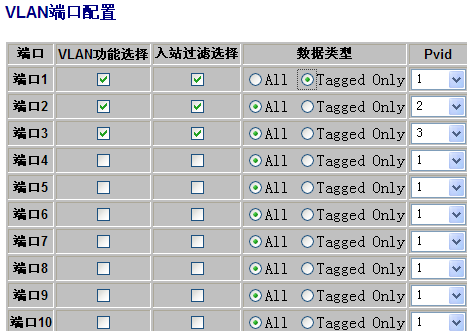 VLAN端口配置
端口 VLAN功能选择 入站过滤选择 数据类型 Pvid
端口1 All Tagged Only 1
端口2 All Tagged Only 2
端口3 All Tagged Only 3
端口4 All Tagged Only 1
端口5 All Tagged Only 1
端口6 All Tagged Only 1
端口7 All Tagged Only 1
端口8 All Tagged Only 1
端口9 All Tagged Only 1
端口10 All Tagged Only 1